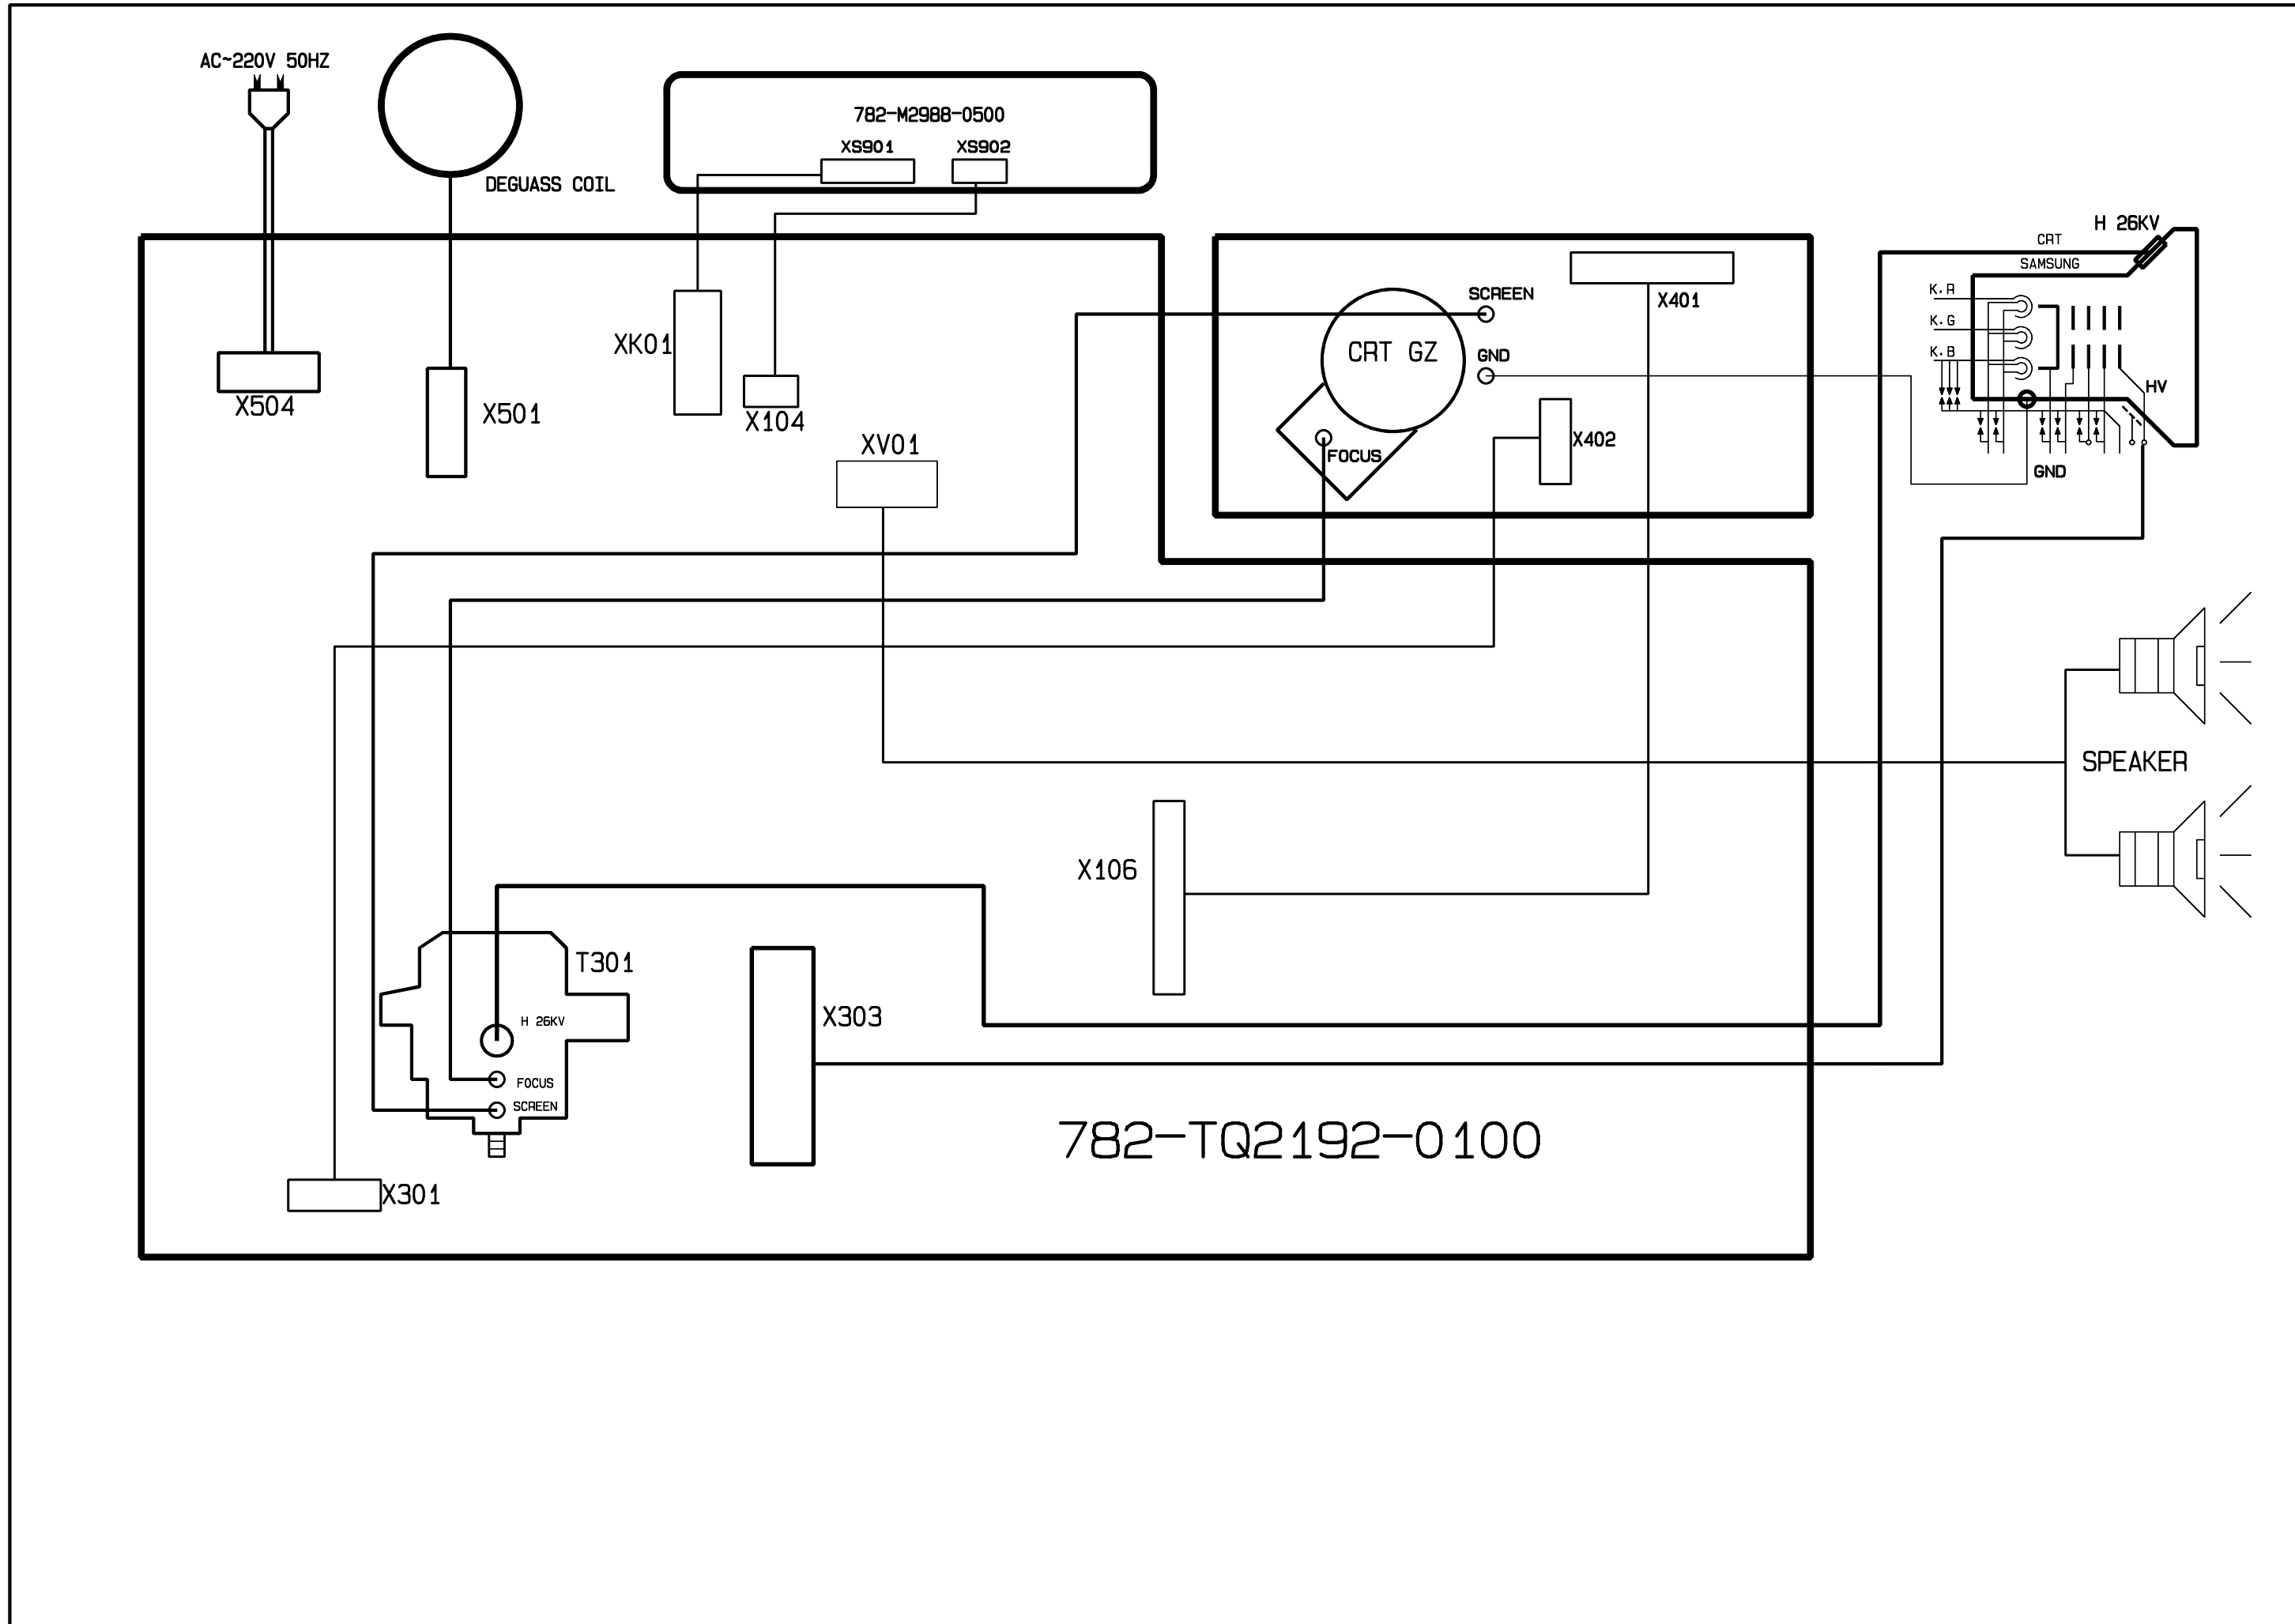 AC~220V 50HZ
DEGUASS COIL
782-M2988-0500
XS901
XS902
H 26KV
CRT
SAMSUNG
K.R
K.G
K.B
HV
GND
X401
SCREEN
GND
CRT GZ
FOCUS
X402
XK01
X104
X504
X501
XV01
SPEAKER
X106
T301
H 26KV
FOCUS
SCREEN
X303
782-TQ2192-0100
X301